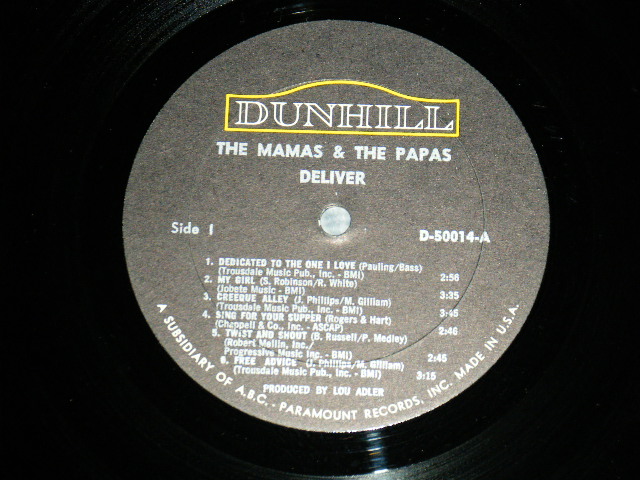 DUNHILL
THE MAMAS & THE PAPAS
DELIVER
Side 1
D-50014-A
1. DEDICATED TO THE ONE I LOVE (Pauling/Bass)
(Trousdale Music Pub., Inc. - BMI) 2:56
2. MY GIRL (S. Robinson/R. White)
(Jobete Music - BMI) 3:35
3. CREEQUE ALLEY (J. Phillips/M. Gilliam)
(Trousdale Music Pub., Inc. - BMI) 3:45
4. SING FOR YOUR SUPPER (Rogers & Hart)
(Chappell & Co., Inc. - ASCAP) 2:46
5. TWIST AND SHOUT (B. Russell/P. Medley)
(Robert Mellin, Inc./
Progressive Music Inc. - BMI) 2:45
6. FREE ADVICE (J. Phillips/M. Gilliam)
(Trousdale Music Pub., Inc. - BMI) 3:15
PRODUCED BY LOU ADLER
A SUBSIDIARY OF A.B.C. - PARAMOUNT RECORDS, INC. MADE IN U.S.A.